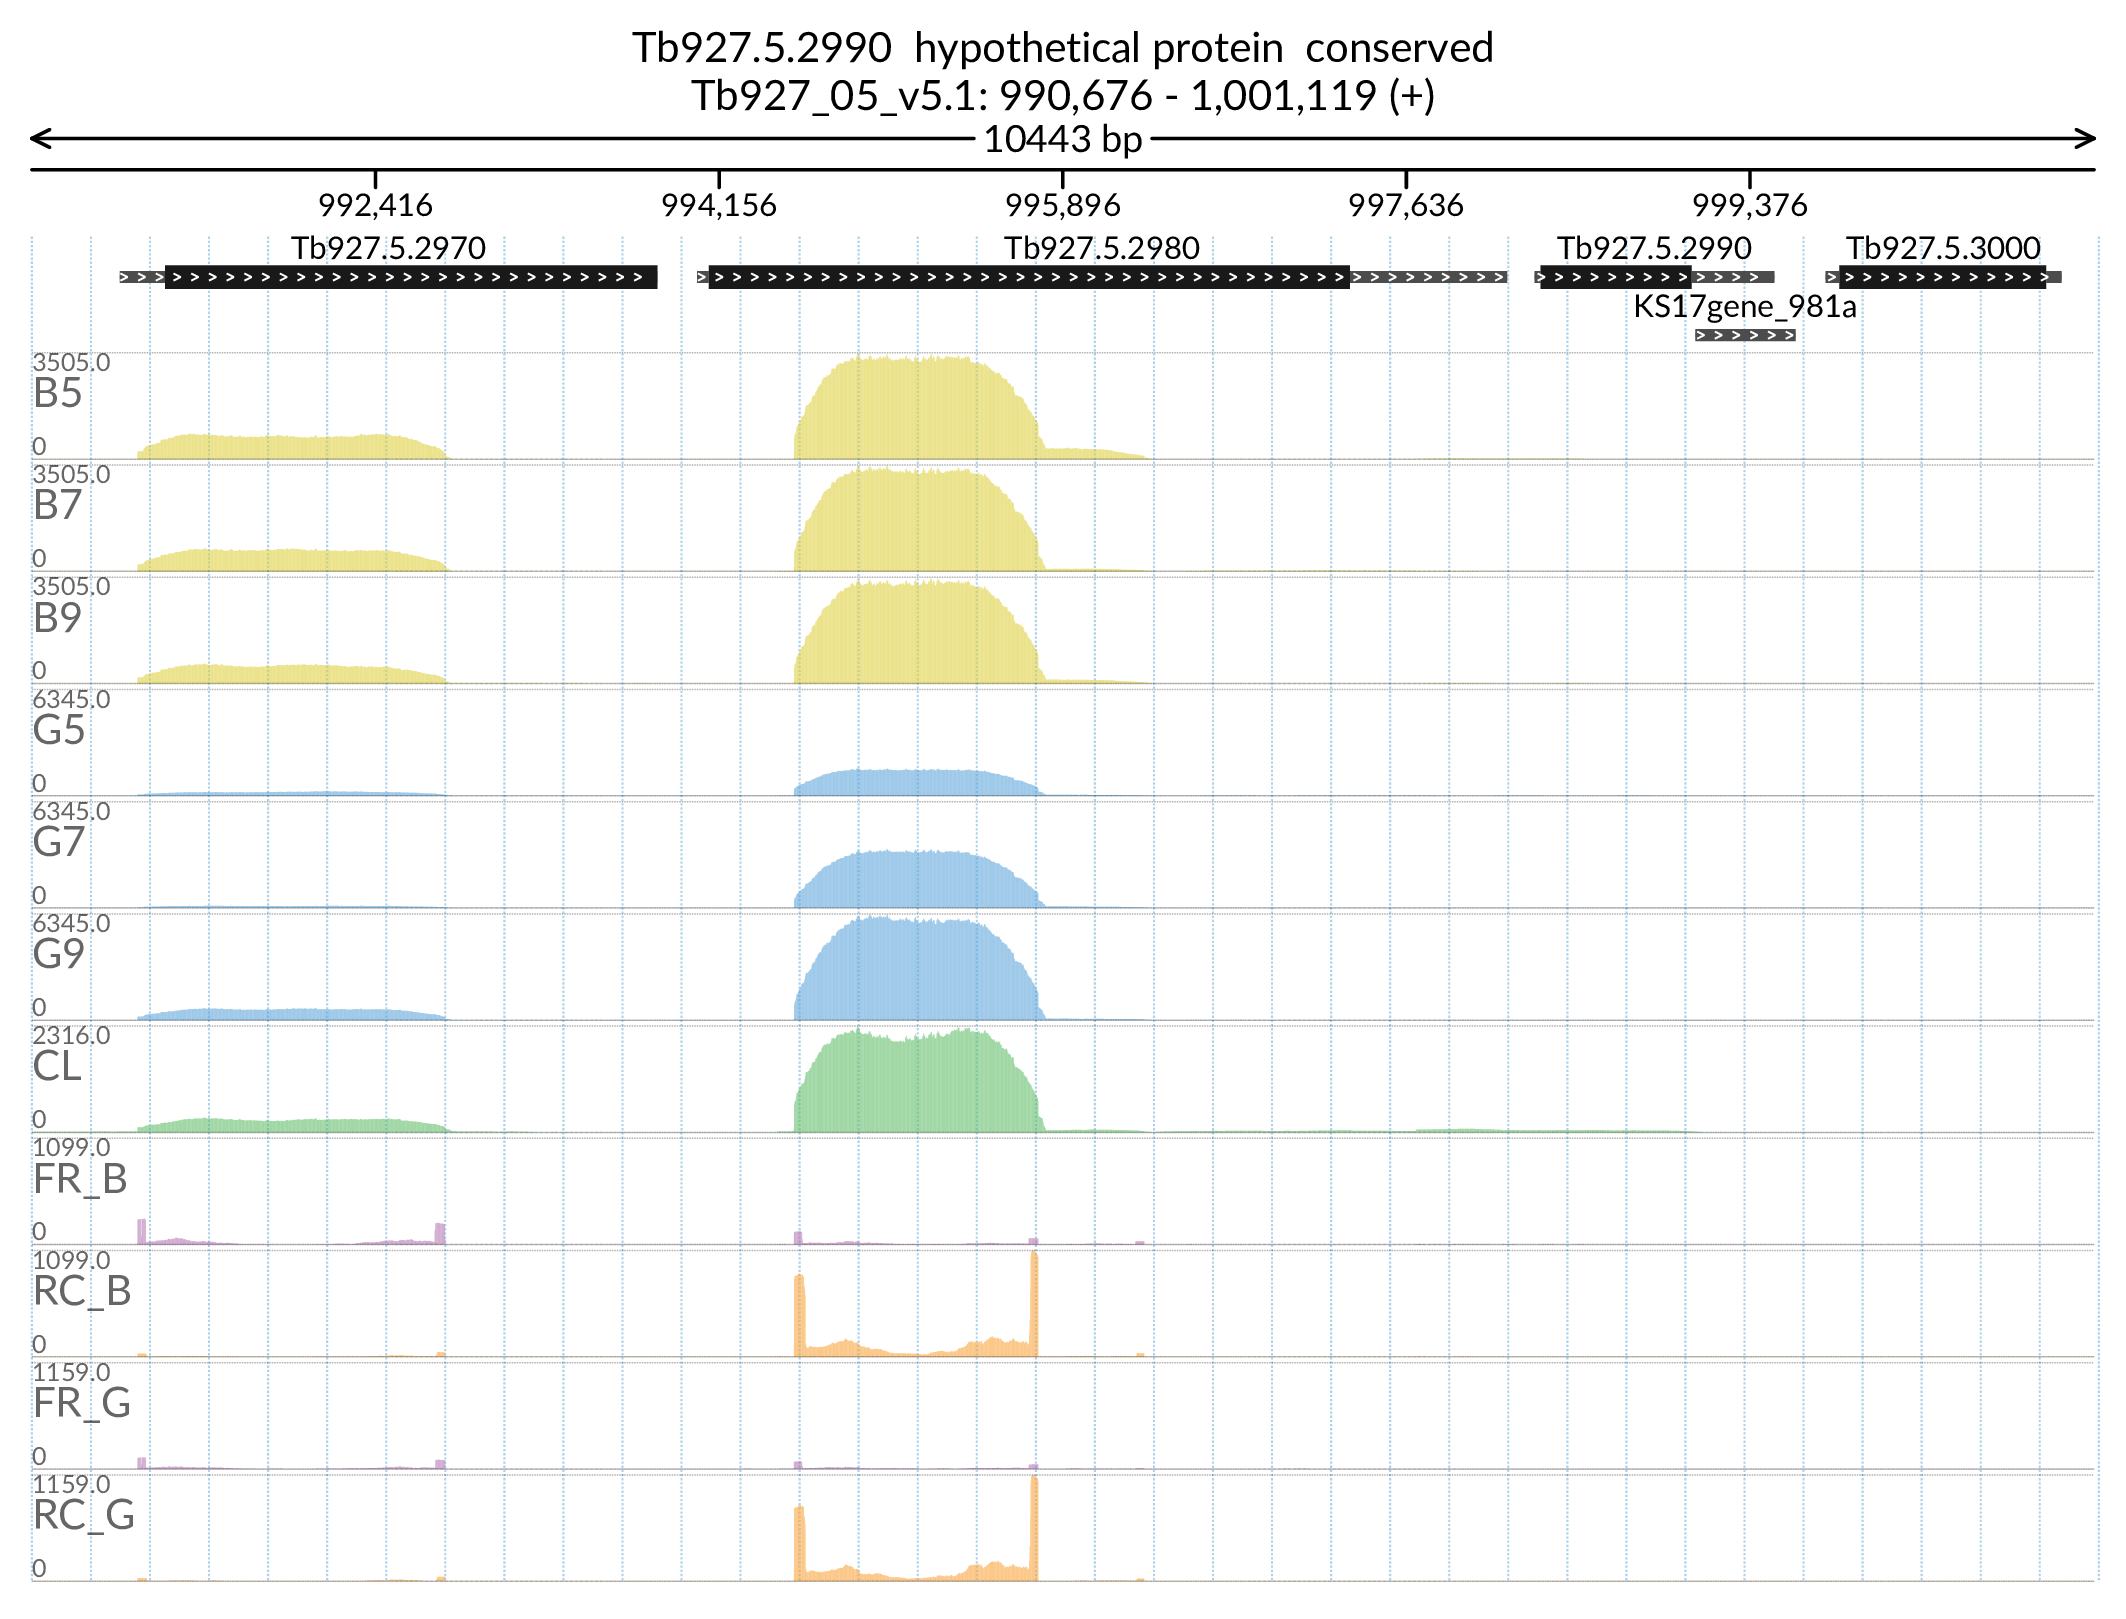 Tb927.5.2990  hypothetical protein  conserved
Tb927_05_v5.1: 990,676 - 1,001,119 (+)
10443 bp
992,416 994,156 995,896 997,636 999,376
Tb927.5.2970 Tb927.5.2980 Tb927.5.2990 Tb927.5.3000
KS17gene_981a
3505.0
B5
0
3505.0
B7
0
3505.0
B9
0
6345.0
G5
0
6345.0
G7
0
6345.0
G9
0
2316.0
CL
0
1099.0
FR_B
0
1099.0
RC_B
0
1159.0
FR_G
0
1159.0
RC_G
0